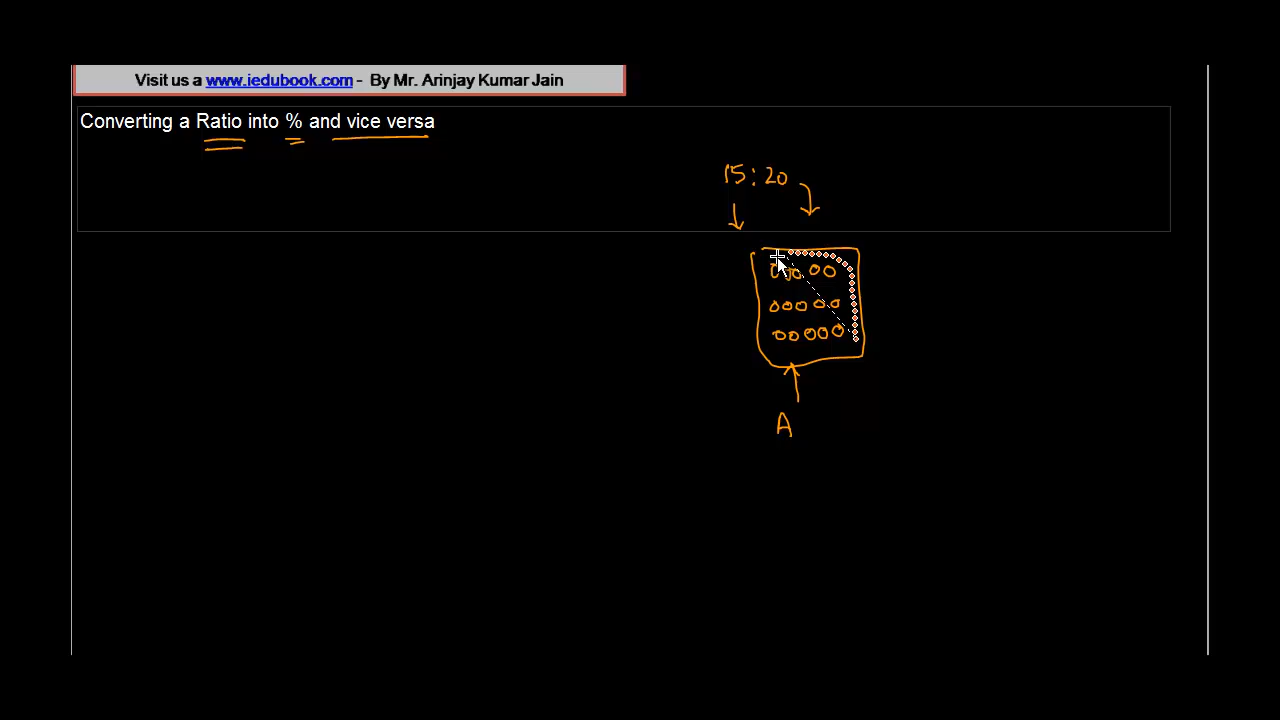 Visit us a www.iedubook.com - By Mr. Arinjay Kumar Jain
Converting a Ratio into % and vice versa
15:20
A